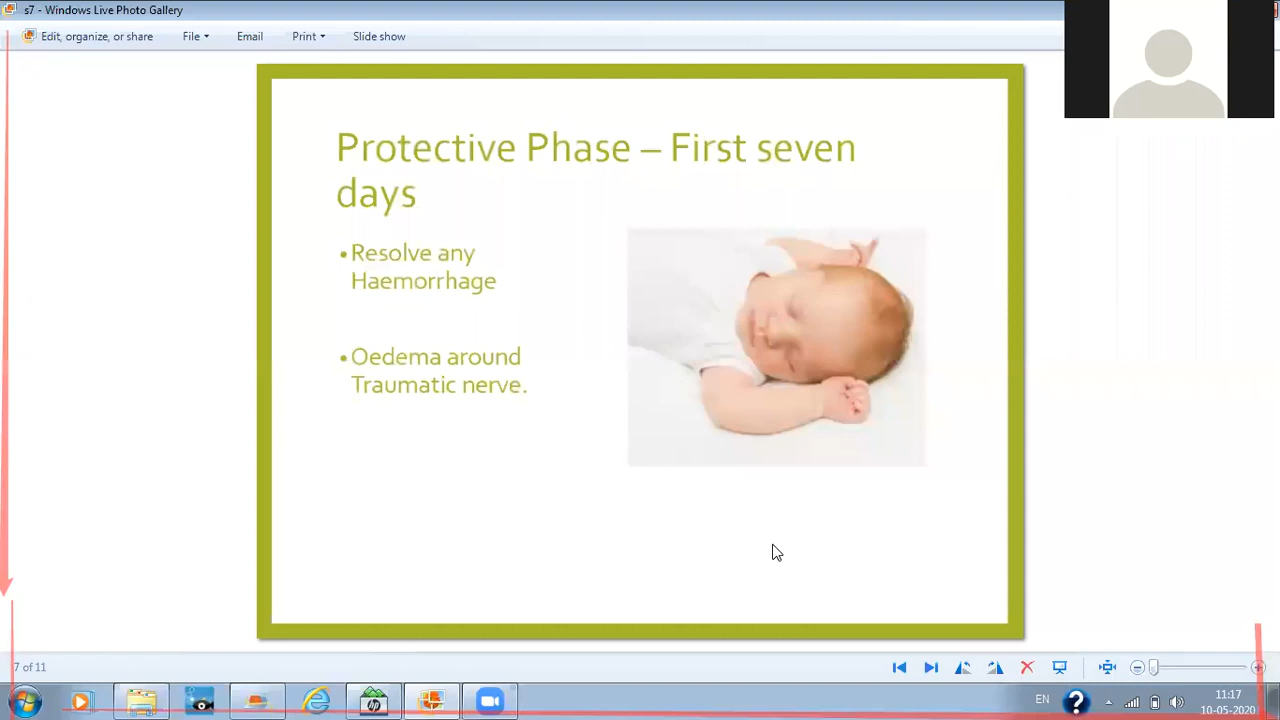 s7 - Windows Live Photo Gallery
Edit, organize, or share File Email Print Slide show
Protective Phase – First seven
days
•Resolve any
Haemorrhage
•Oedema around
Traumatic nerve.
7 of 11
EN
11:17
10-05-2020